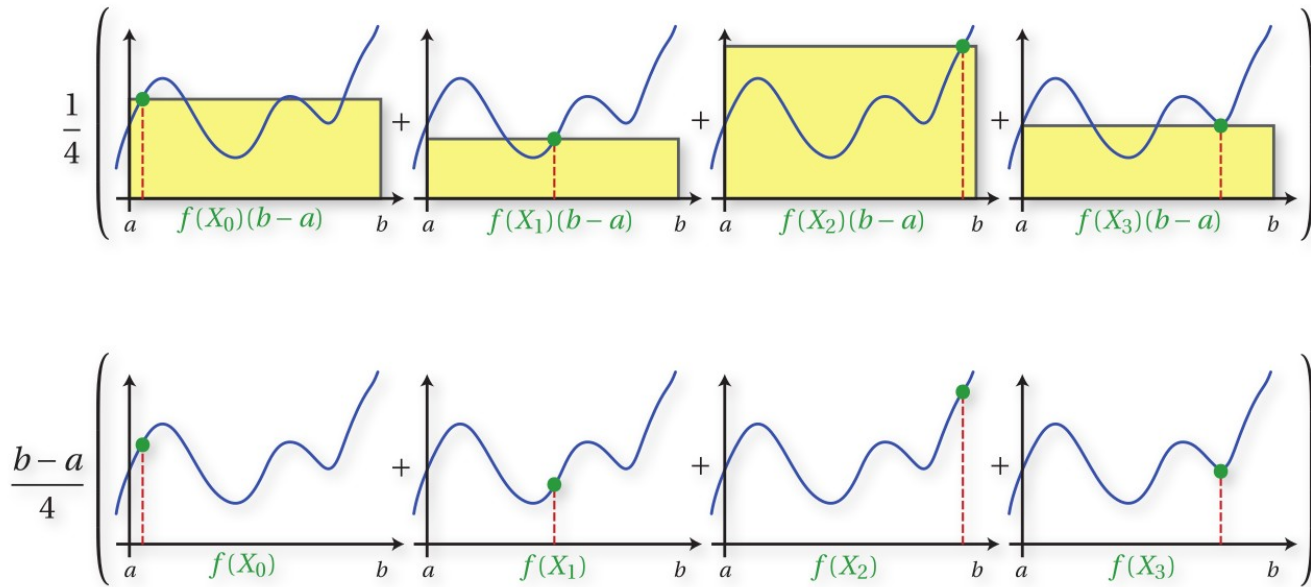 1/4 ( + + + )
a f(X₀)(b − a) b a f(X₁)(b − a) b a f(X₂)(b − a) b a f(X₃)(b − a) b
b − a/4 ( + + + )
a f(X₀) b a f(X₁) b a f(X₂) b a f(X₃) b